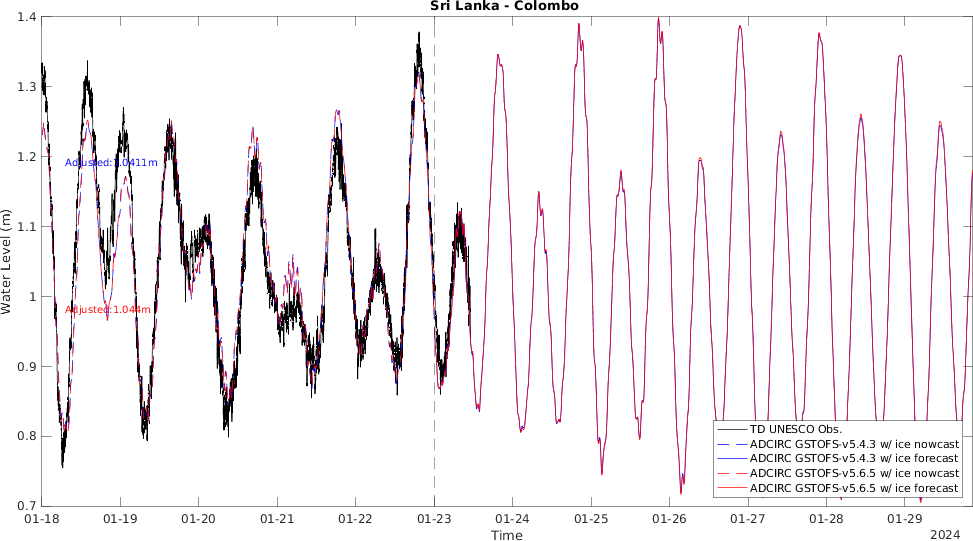 Sri Lanka - Colombo
1.4
1.3
1.2
1.1
1
0.9
0.8
0.7
Water Level (m)
Adjusted:1.0411m
Adjusted:1.044m
TD UNESCO Obs.
ADCIRC GSTOFS-v5.4.3 w/ ice nowcast
ADCIRC GSTOFS-v5.4.3 w/ ice forecast
ADCIRC GSTOFS-v5.6.5 w/ ice nowcast
ADCIRC GSTOFS-v5.6.5 w/ ice forecast
01-18 01-19 01-20 01-21 01-22 01-23 01-24 01-25 01-26 01-27 01-28 01-29
Time
2024